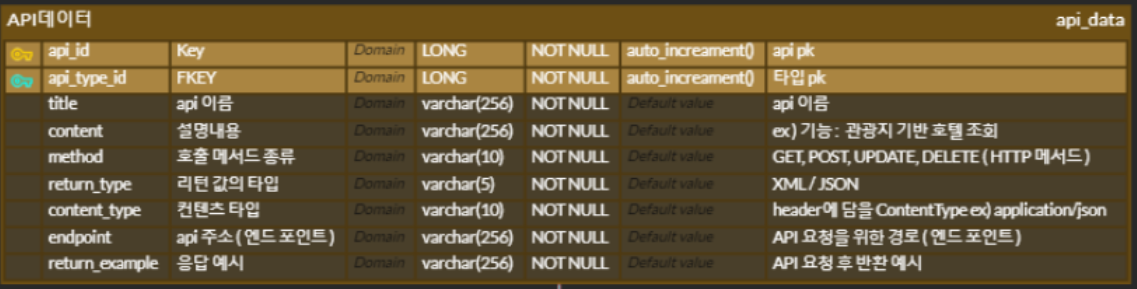 API데이터 api_data
api_id Key Domain LONG NOT NULL auto_increament() api pk
api_type_id FKEY Domain LONG NOT NULL auto_increament() 타입 pk
title api 이름 Domain varchar(256) NOT NULL Default value api 이름
content 설명내용 Domain varchar(256) NOT NULL Default value ex ) 기능 : 관광지 기반 호텔 조회
method 호출 메서드 종류 Domain varchar(10) NOT NULL Default value GET, POST, UPDATE, DELETE ( HTTP 메서드 )
return_type 리턴 값의 타입 Domain varchar(5) NOT NULL Default value XML / JSON
content_type 컨텐츠 타입 Domain varchar(10) NOT NULL Default value header에 담을 ContentType ex) application/json
endpoint api 주소 ( 엔드 포인트 ) Domain varchar(256) NOT NULL Default value API 요청을 위한 경로 ( 엔드 포인트 )
return_example 응답 예시 Domain varchar(256) NOT NULL Default value API 요청 후 반환 예시